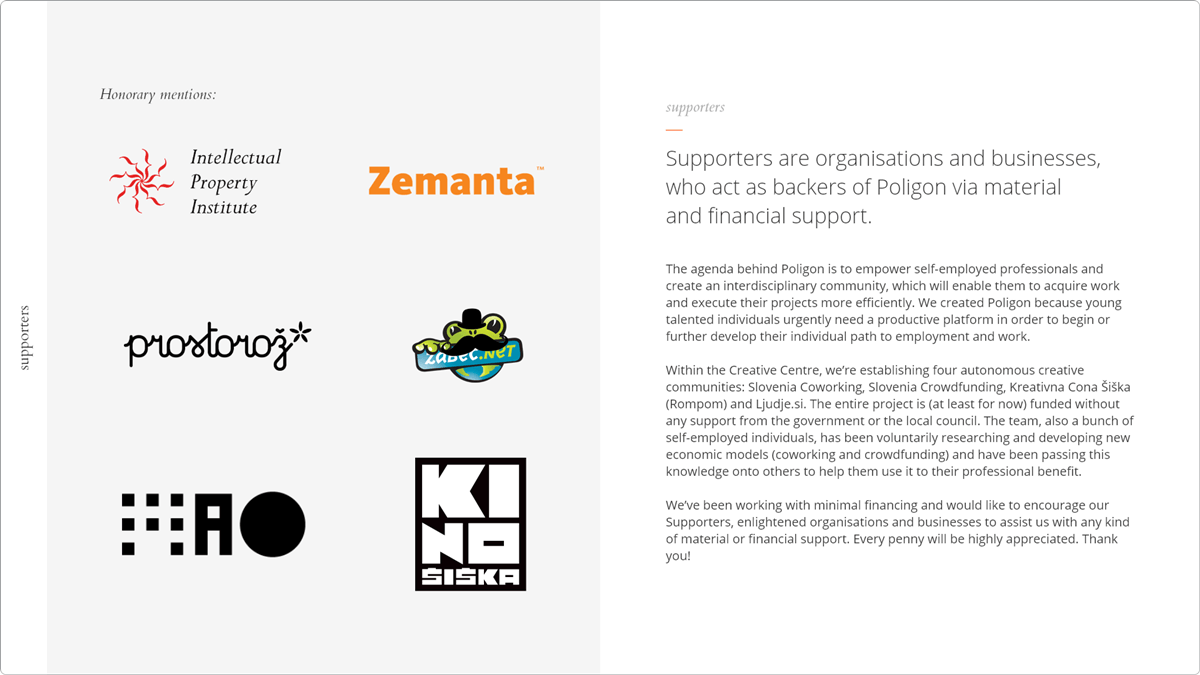 supporters
Honorary mentions:
Intellectual
Property
Institute
Zemanta™
prostorož*
žabec.net
MAO
KINO
ŠIŠKA
supporters
Supporters are organisations and businesses,
who act as backers of Poligon via material
and financial support.
The agenda behind Poligon is to empower self-employed professionals and
create an interdisciplinary community, which will enable them to acquire work
and execute their projects more efficiently. We created Poligon because young
talented individuals urgently need a productive platform in order to begin or
further develop their individual path to employment and work.
Within the Creative Centre, we’re establishing four autonomous creative
communities: Slovenia Coworking, Slovenia Crowdfunding, Kreativna Cona Šiška
(Rompom) and Ljudje.si. The entire project is (at least for now) funded without
any support from the government or the local council. The team, also a bunch of
self-employed individuals, has been voluntarily researching and developing new
economic models (coworking and crowdfunding) and have been passing this
knowledge onto others to help them use it to their professional benefit.
We’ve been working with minimal financing and would like to encourage our
Supporters, enlightened organisations and businesses to assist us with any kind
of material or financial support. Every penny will be highly appreciated. Thank
you!